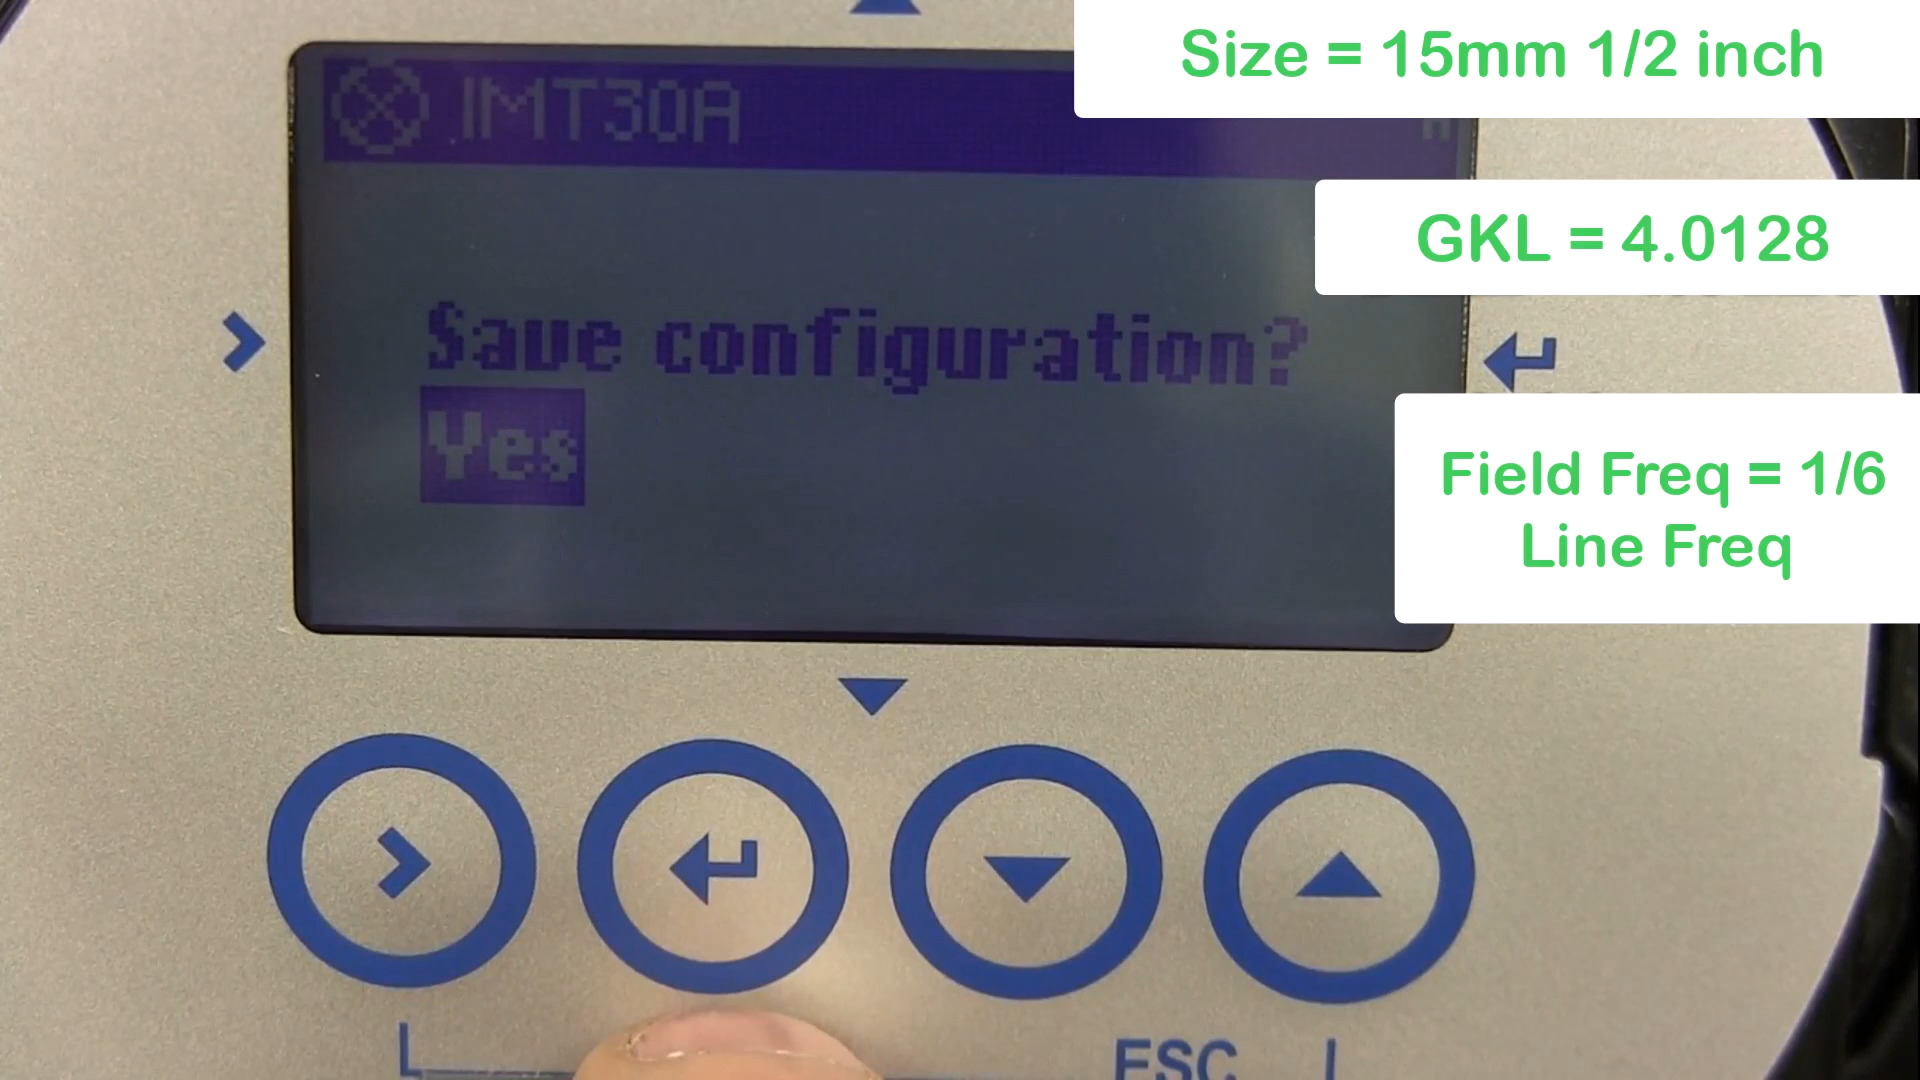 Size = 15mm 1/2 inch
IMT30A
GKL = 4.0128
Save configuration?
Yes
Field Freq = 1/6
Line Freq
ESC